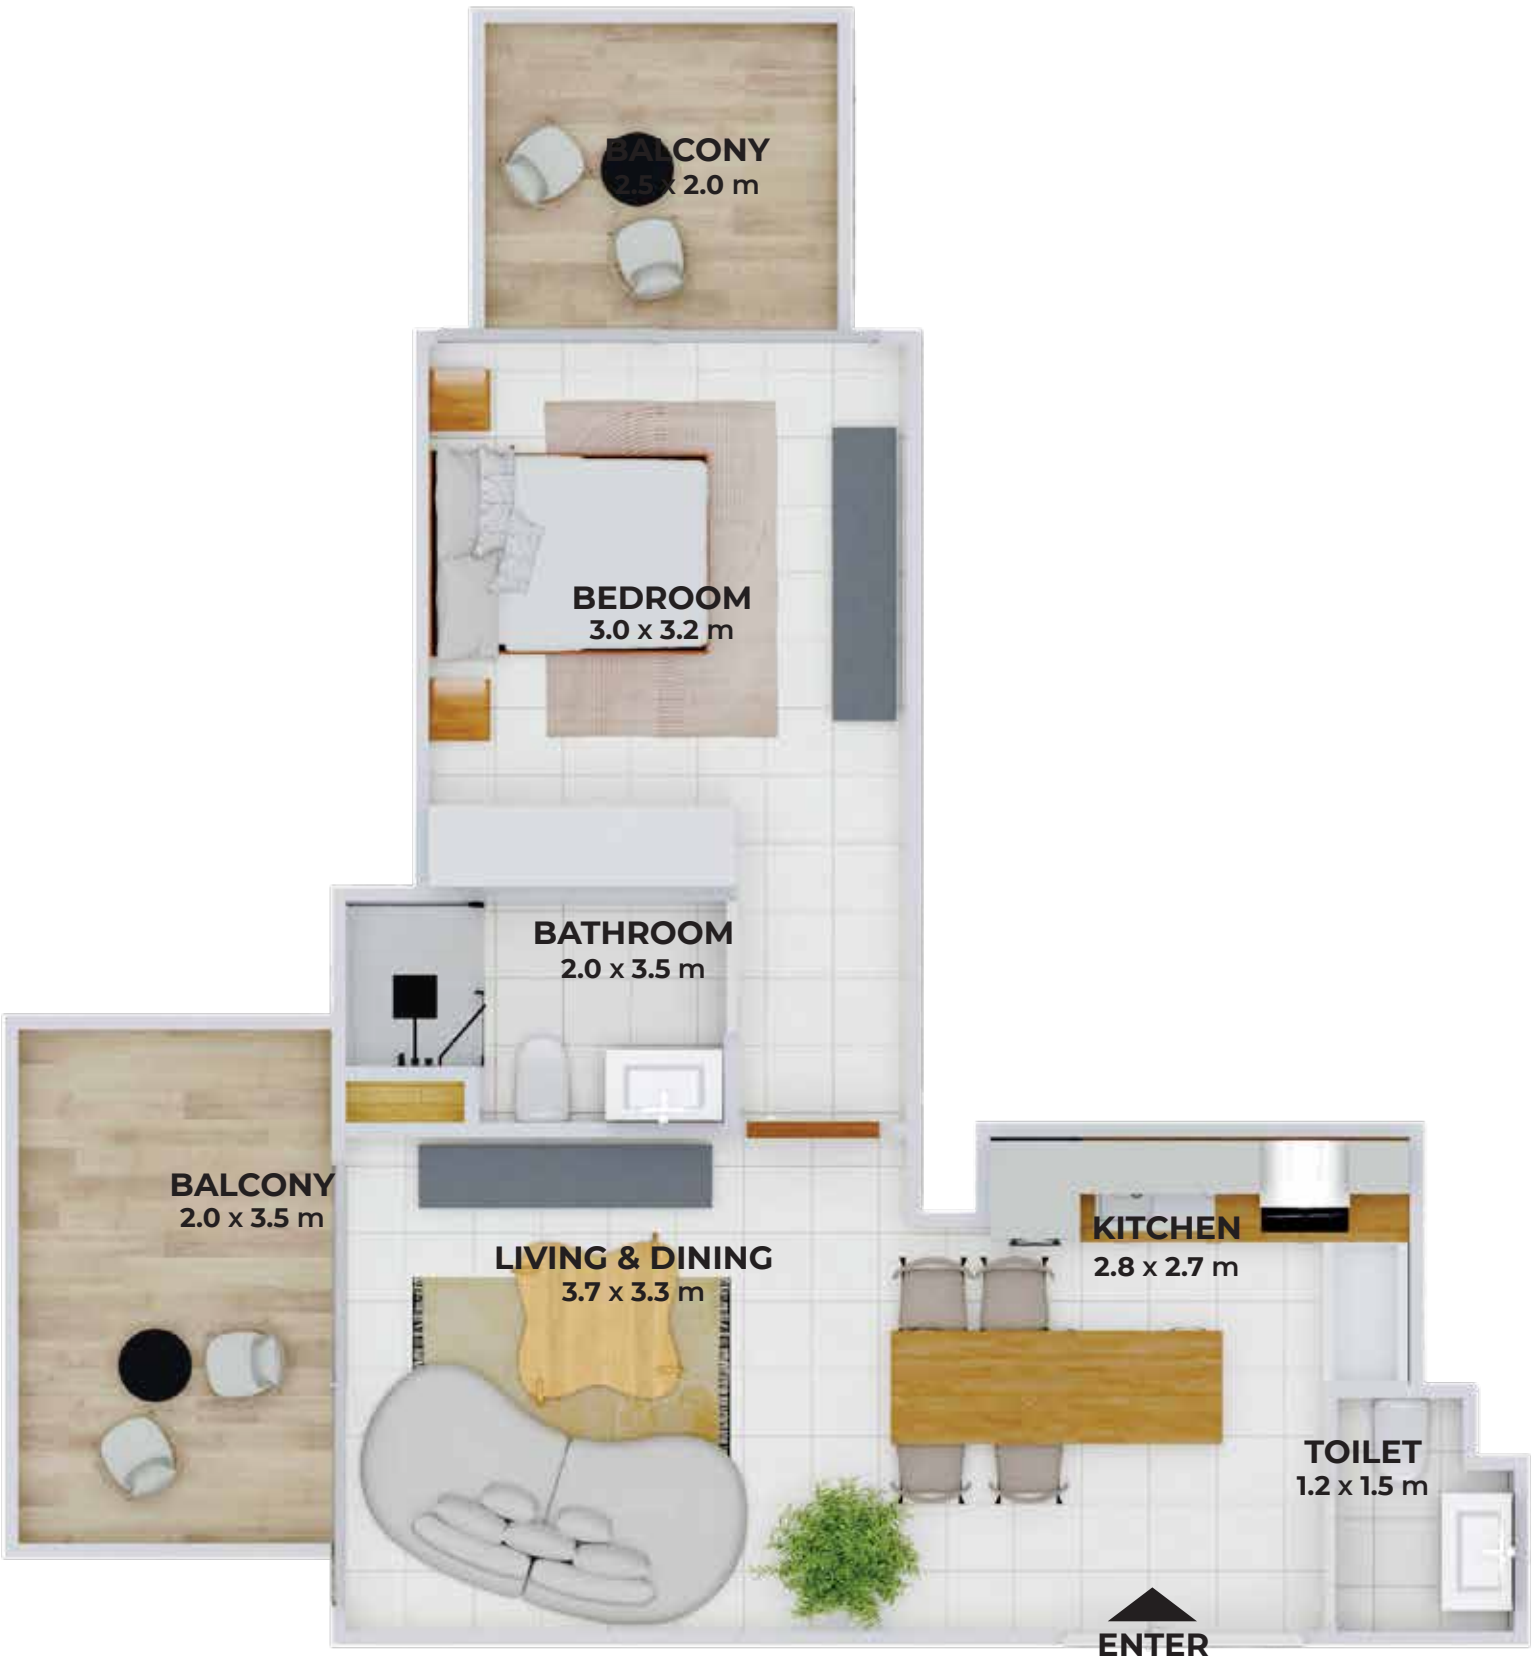 BALCONY
2.5 x 2.0 m
BEDROOM
3.0 x 3.2 m
BATHROOM
2.0 x 3.5 m
BALCONY
2.0 x 3.5 m
LIVING & DINING
3.7 x 3.3 m
KITCHEN
2.8 x 2.7 m
TOILET
1.2 x 1.5 m
ENTER